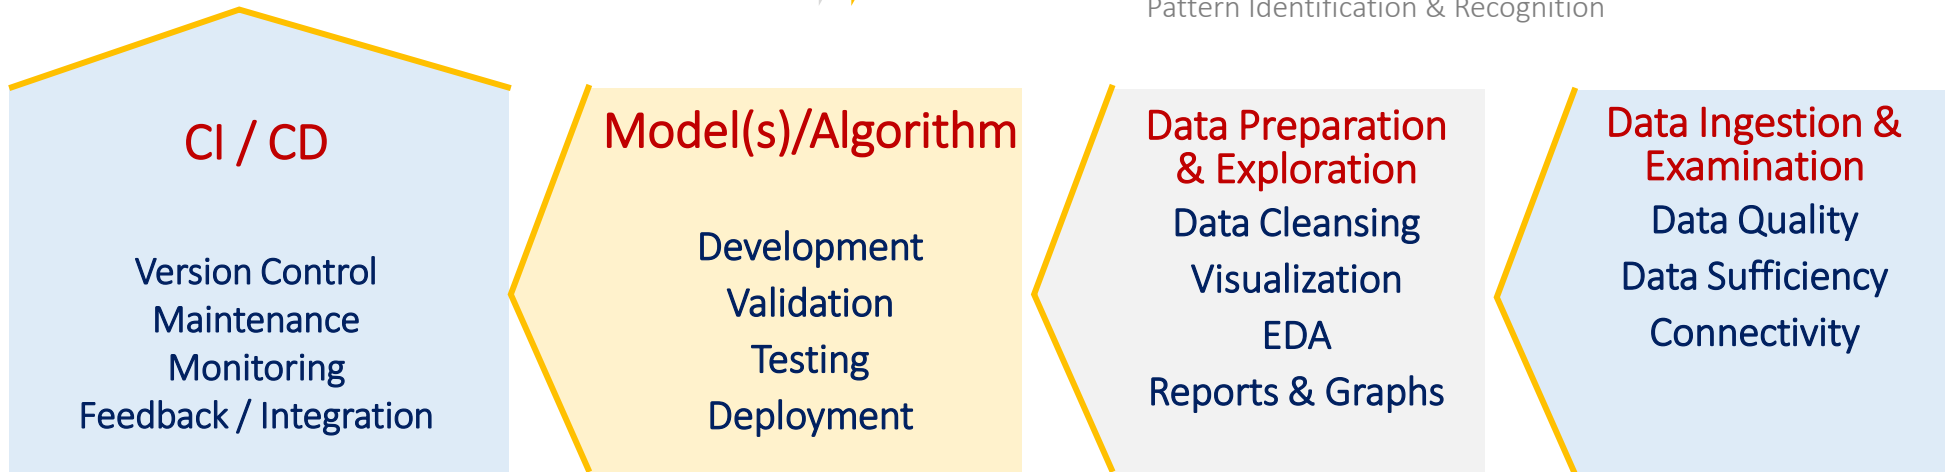 Pattern Identification & Recognition
CI / CD
Version Control
Maintenance
Monitoring
Feedback / Integration
Model(s)/Algorithm
Development
Validation
Testing
Deployment
Data Preparation
& Exploration
Data Cleansing
Visualization
EDA
Reports & Graphs
Data Ingestion &
Examination
Data Quality
Data Sufficiency
Connectivity